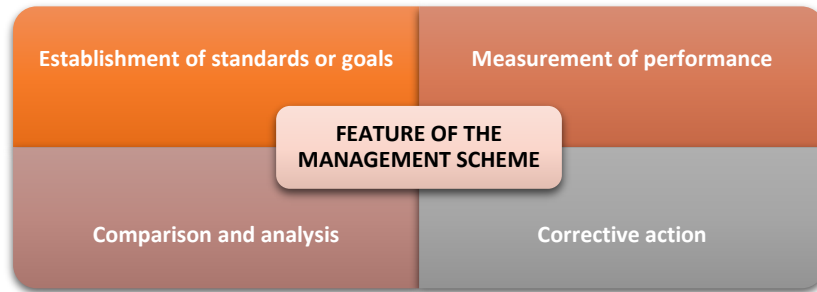 Establishment of standards or goals
Measurement of performance
FEATURE OF THE
MANAGEMENT SCHEME
Comparison and analysis
Corrective action